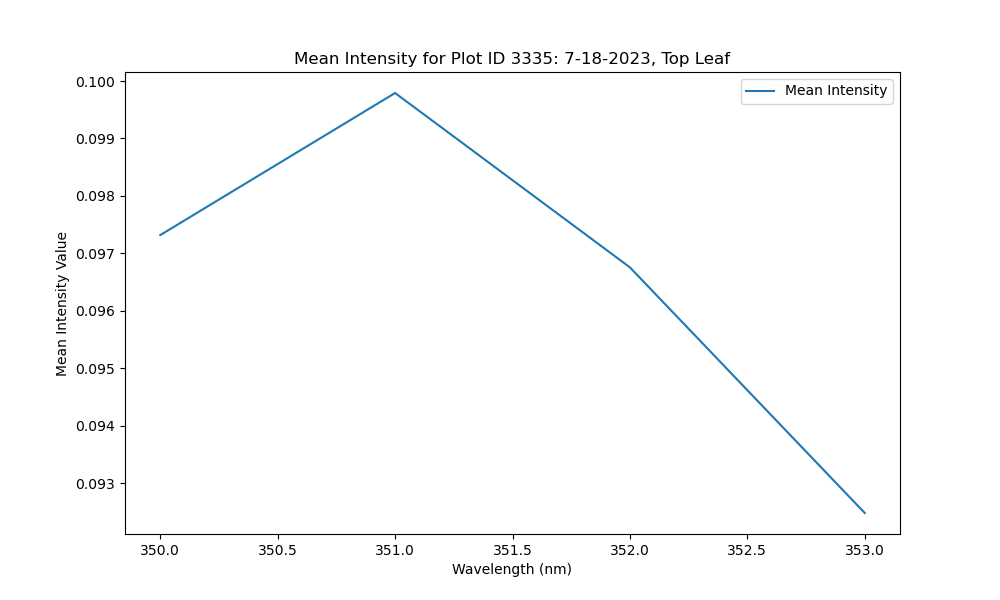 Mean Intensity for Plot ID 3335: 7-18-2023, Top Leaf
Mean Intensity
0.100
0.099
0.098
0.097
0.096
0.095
0.094
0.093
Mean Intensity Value
350.0 350.5 351.0 351.5 352.0 352.5 353.0
Wavelength (nm)